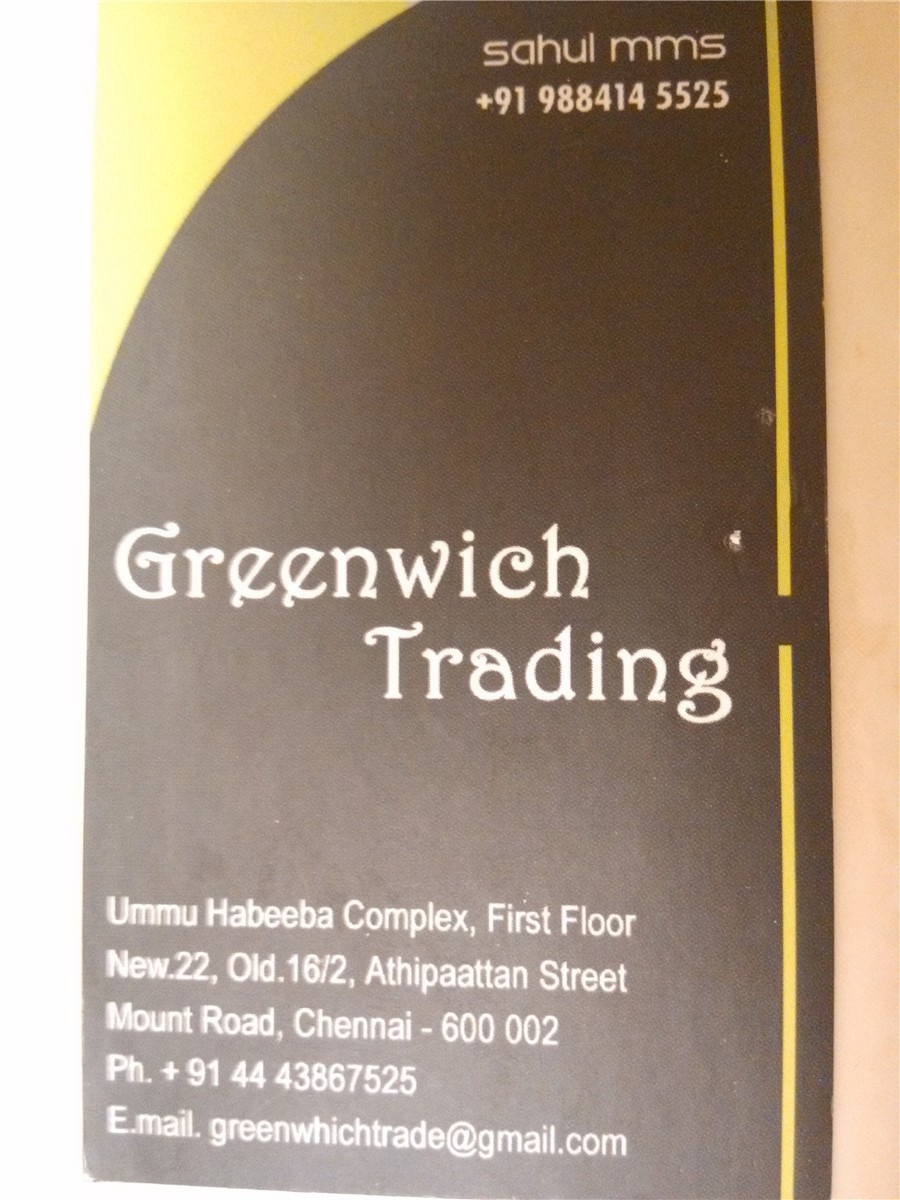 sahul mms
+91 988414 5525
Greenwich
Trading
Ummu Habeeba Complex, First Floor
New.22, Old.16/2, Athipaattan Street
Mount Road, Chennai - 600 002
Ph. + 91 44 43867525
E.mail. greenwhichtrade@gmail.com